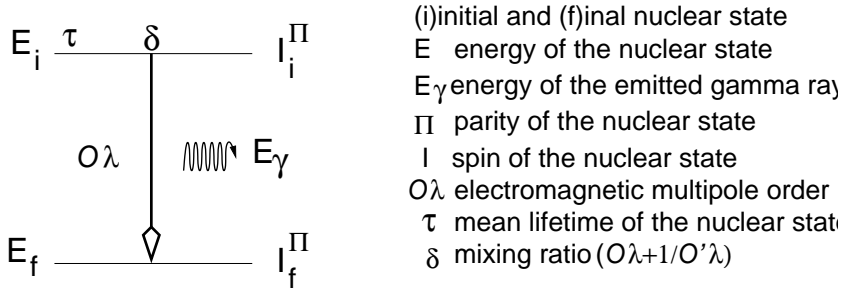 E_i τ δ I_i^Π
Oλ E_γ
E_f I_f^Π
(i)initial and (f)inal nuclear state
E energy of the nuclear state
E_γ energy of the emitted gamma ray
Π parity of the nuclear state
I spin of the nuclear state
Oλ electromagnetic multipole order
τ mean lifetime of the nuclear state
δ mixing ratio (Oλ+1/O'λ)